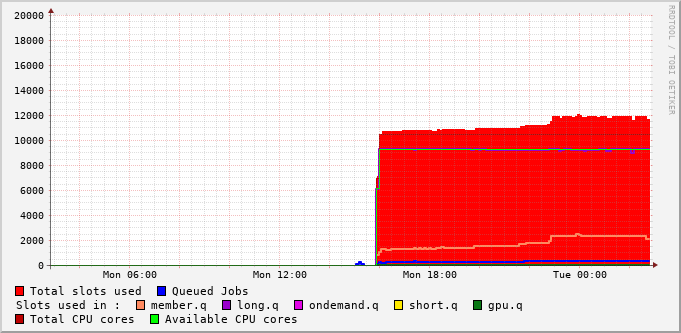 RRDTOOL / TOBI OETIKER
20000
18000
16000
14000
12000
10000
8000
6000
4000
2000
0
Mon 06:00 Mon 12:00 Mon 18:00 Tue 00:00
Total slots used Queued Jobs
Slots used in : member.q long.q ondemand.q short.q gpu.q
Total CPU cores Available CPU cores